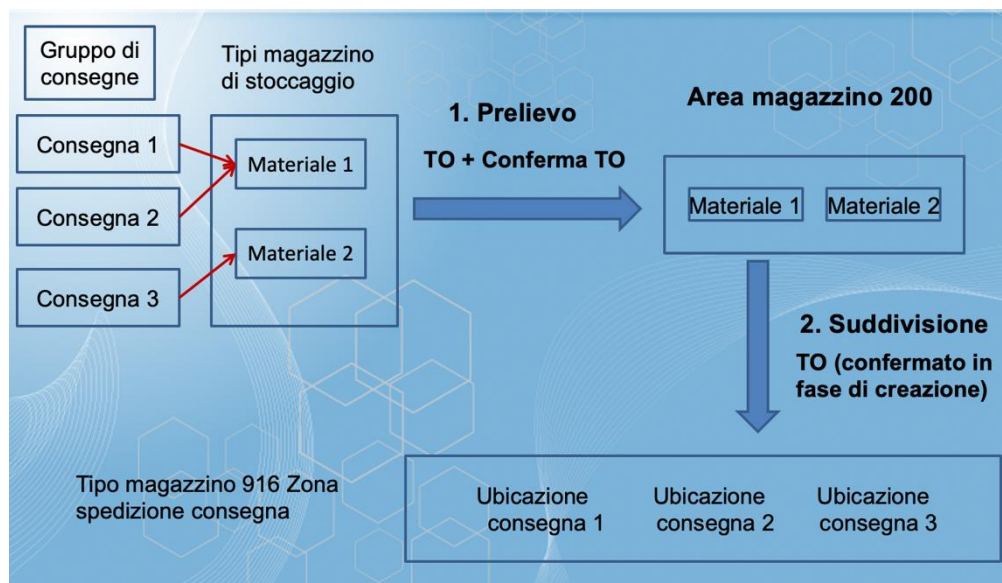 Gruppo di
consegne
Tipi magazzino
di stoccaggio
Consegna 1
Consegna 2
Consegna 3
Materiale 1
Materiale 2
1. Prelievo
TO + Conferma TO
Area magazzino 200
Materiale 1
Materiale 2
2. Suddivisione
TO (confermato in
fase di creazione)
Tipo magazzino 916 Zona
spedizione consegna
Ubicazione
consegna 1
Ubicazione
consegna 2
Ubicazione
consegna 3